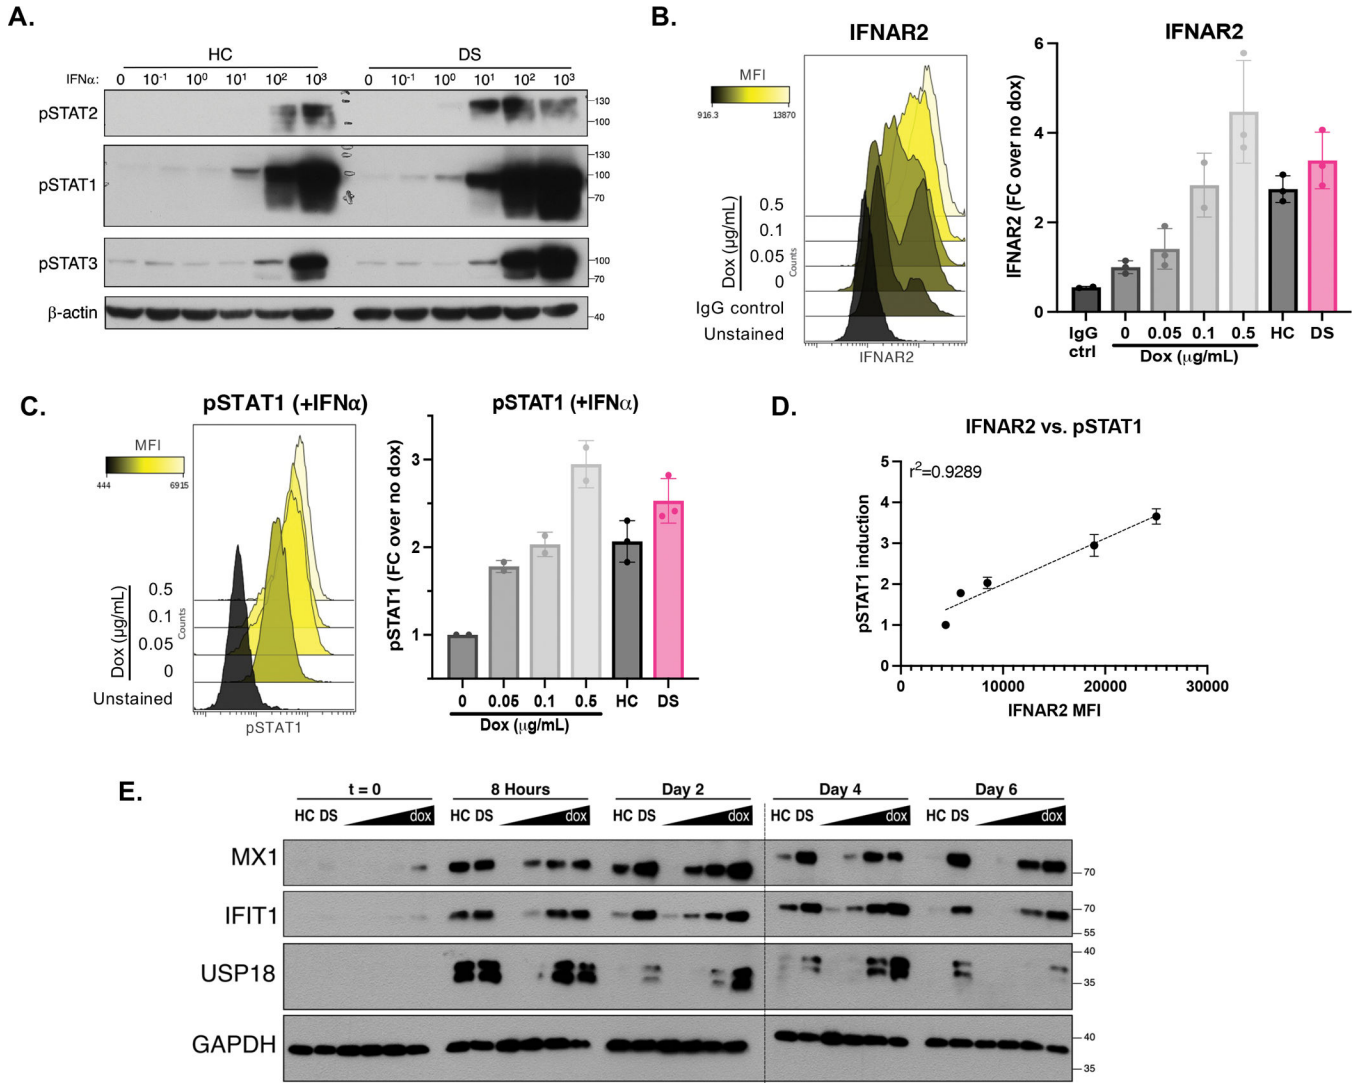 A.
HC DS
IFNα: 0 10⁻¹ 10⁰ 10¹ 10² 10³ 0 10⁻¹ 10⁰ 10¹ 10² 10³
pSTAT2
130
100
pSTAT1
130
100
70
pSTAT3
100
70
β-actin
40
B.
IFNAR2
MFI
916.3 13870
Dox (μg/mL)
0.5
0.1
0.05
0
IgG control
Unstained
Counts
IFNAR2
IFNAR2
IFNAR2 (FC over no dox)
6
4
2
0
IgG ctrl 0 0.05 0.1 0.5 HC DS
Dox (μg/mL)
C.
pSTAT1 (+IFNα)
MFI
444 6915
Dox (μg/mL)
0.5
0.1
0.05
0
Unstained
Counts
pSTAT1
pSTAT1 (+IFNα)
pSTAT1 (FC over no dox)
3
2
1
0 0.05 0.1 0.5 HC DS
Dox (μg/mL)
D.
IFNAR2 vs. pSTAT1
r²=0.9289
pSTAT1 induction
5
4
3
2
1
0
0 10000 20000 30000
IFNAR2 MFI
E.
t = 0 8 Hours Day 2 Day 4 Day 6
HC DS dox HC DS dox HC DS dox HC DS dox HC DS dox
MX1
70
IFIT1
70
55
USP18
40
35
GAPDH
40
35